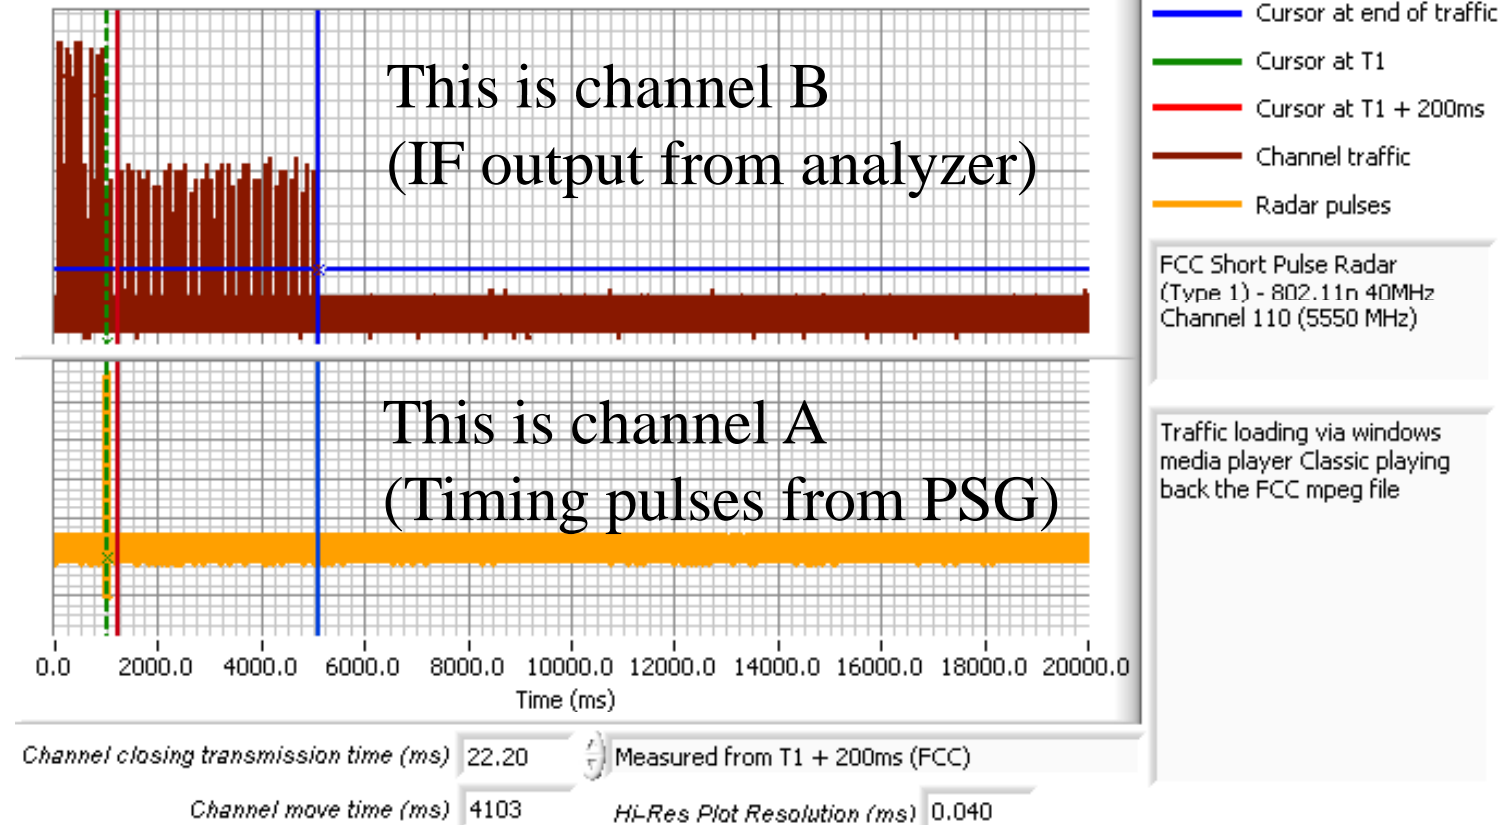 This is channel B
(IF output from analyzer)
Cursor at end of traffic
Cursor at T1
Cursor at T1 + 200ms
Channel traffic
Radar pulses
FCC Short Pulse Radar
(Type 1) - 802.11n 40MHz
Channel 110 (5550 MHz)
This is channel A
(Timing pulses from PSG)
Traffic loading via windows
media player Classic playing
back the FCC mpeg file
0.0 2000.0 4000.0 6000.0 8000.0 10000.0 12000.0 14000.0 16000.0 18000.0 20000.0
Time (ms)
Channel closing transmission time (ms) 22.20 Measured from T1 + 200ms (FCC)
Channel move time (ms) 4103 Hi-Res Plot Resolution (ms) 0.040